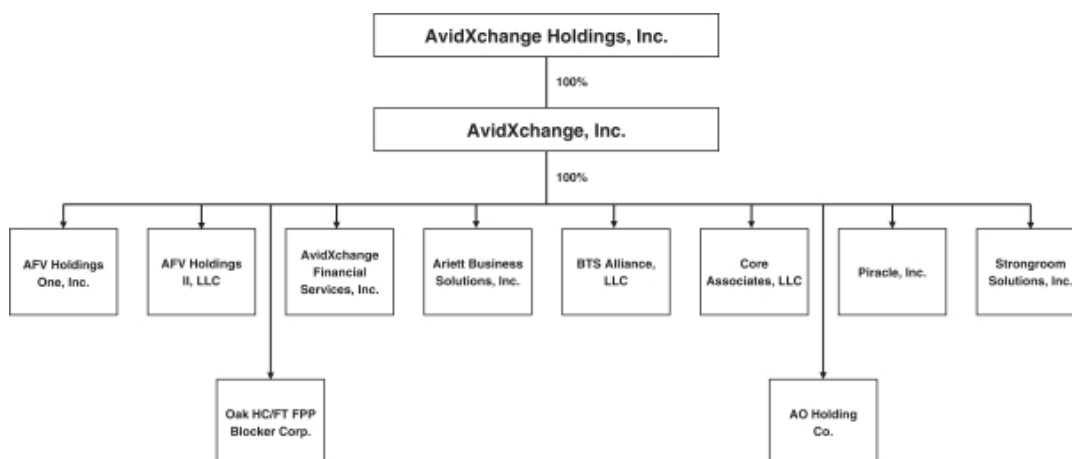 AvidXchange Holdings, Inc.
100%
AvidXchange, Inc.
100%
AFV Holdings
One, Inc.
AFV Holdings
II, LLC
AvidXchange
Financial
Services, Inc.
Ariett Business
Solutions, Inc.
BTS Alliance,
LLC
Core
Associates, LLC
Piracle, Inc.
Strongroom
Solutions, Inc.
Oak HC/FT FPP
Blocker Corp.
AO Holding
Co.